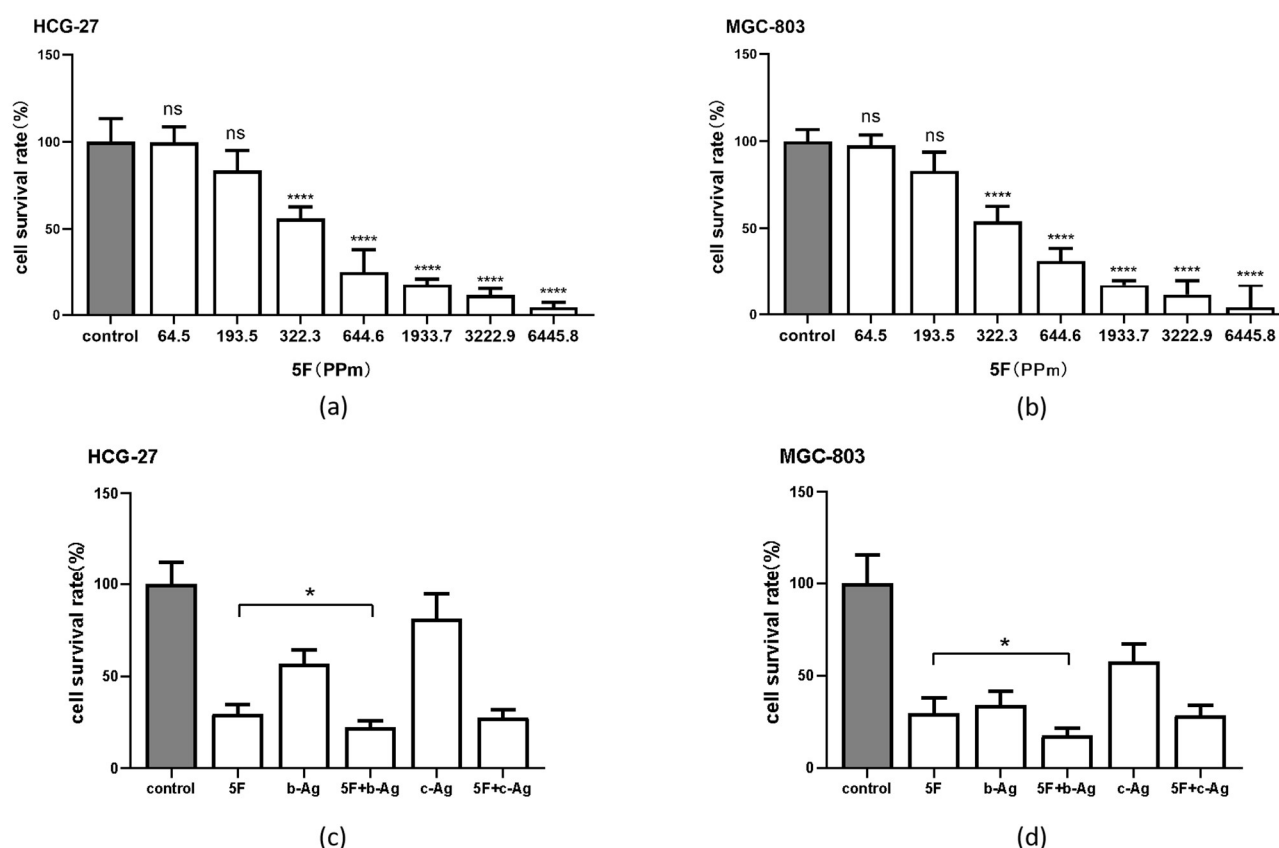 HCG-27
cell survival rate(%)
150
100
50
0
ns
ns
****
****
****
****
****
control 64.5 193.5 322.3 644.6 1933.7 3222.9 6445.8
5F(PPm)
(a)
MGC-803
cell survival rate(%)
150
100
50
0
ns
ns
****
****
****
****
****
control 64.5 193.5 322.3 644.6 1933.7 3222.9 6445.8
5F(PPm)
(b)
HCG-27
cell survival rate(%)
150
100
50
0
*
control 5F b-Ag 5F+b-Ag c-Ag 5F+c-Ag
(c)
MGC-803
cell survival rate(%)
150
100
50
0
*
control 5F b-Ag 5F+b-Ag c-Ag 5F+c-Ag
(d)